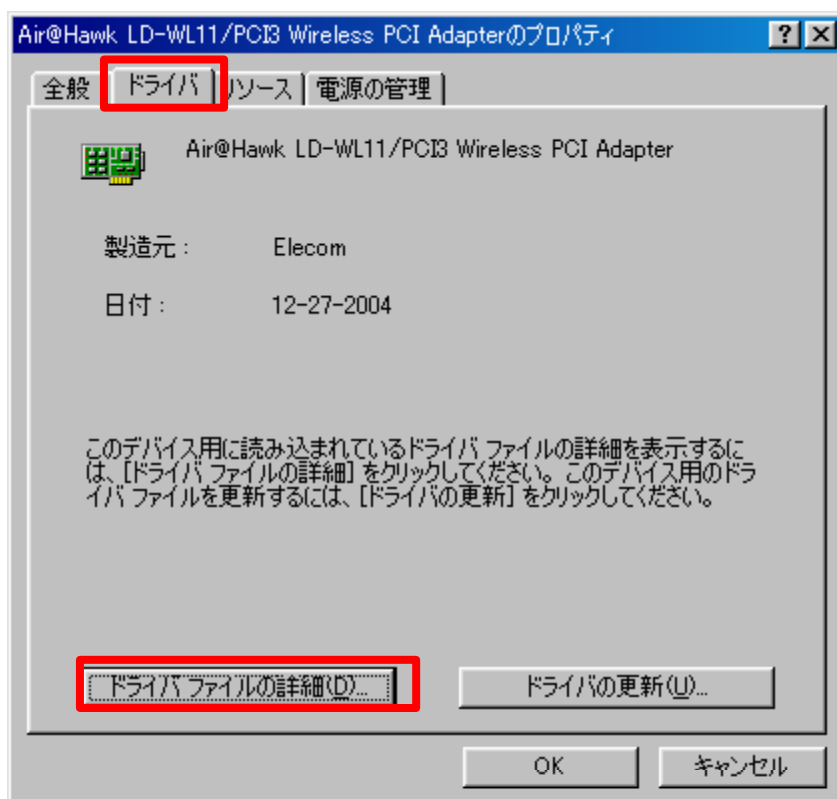 Air@Hawk LD-WL11/PCI3 Wireless PCI Adapterのプロパティ
全般 ドライバ リソース 電源の管理
Air@Hawk LD-WL11/PCI3 Wireless PCI Adapter
製造元: Elecom
日付: 12-27-2004
このデバイス用に読み込まれているドライバ ファイルの詳細を表示するに
は、[ドライバ ファイルの詳細] をクリックしてください。このデバイス用のドラ
イバ ファイルを更新するには、[ドライバの更新] をクリックしてください。
ドライバ ファイルの詳細(D)... ドライバの更新(U)...
OK キャンセル